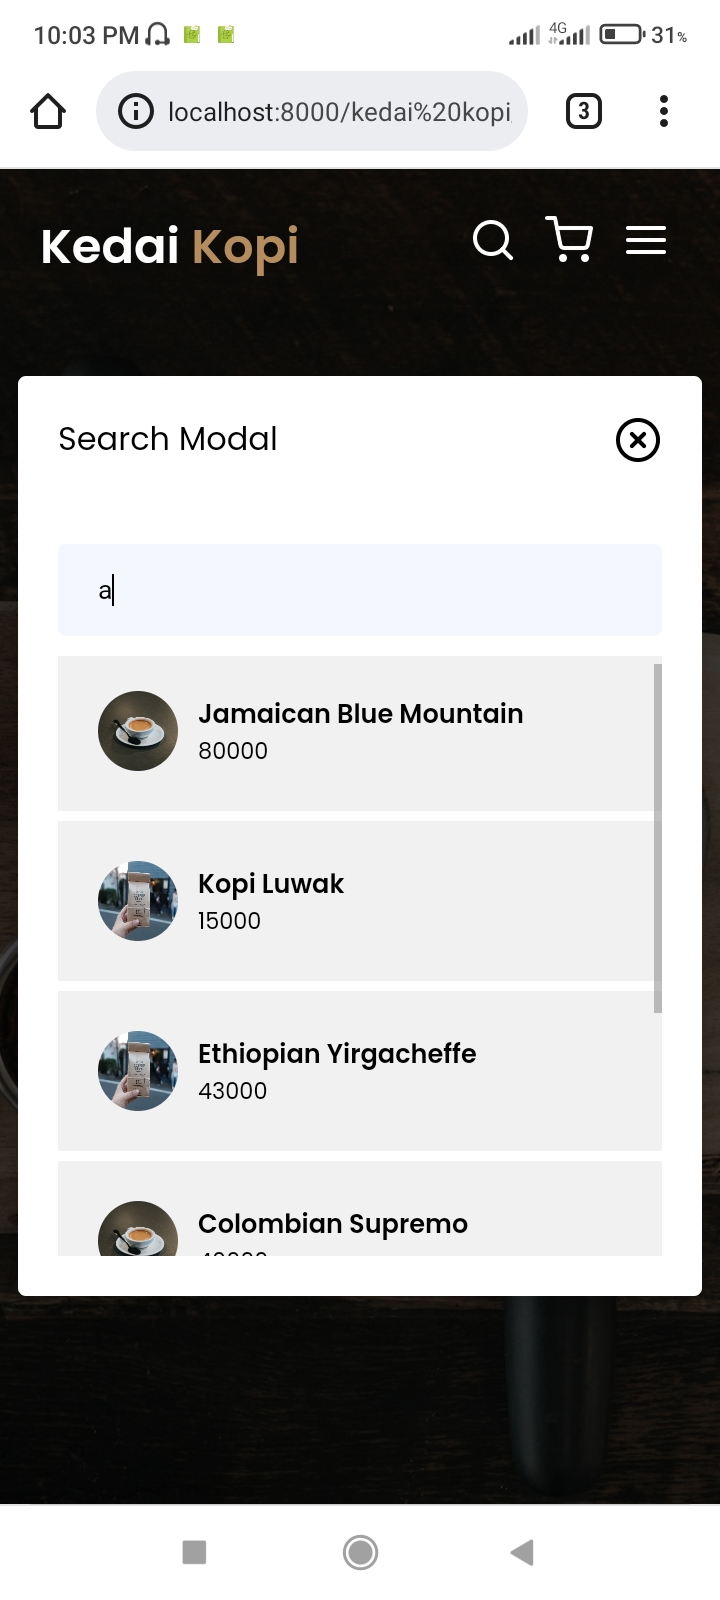 10:03 PM 4G 31%
localhost:8000/kedai%20kopi
3
Kedai Kopi
Search Modal
a
Jamaican Blue Mountain
80000
Kopi Luwak
15000
Ethiopian Yirgacheffe
43000
Colombian Supremo